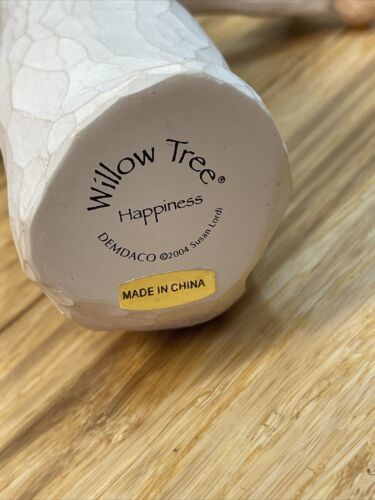 Willow Tree®
Happiness
DEMDACO ©2004 Susan Lordi
MADE IN CHINA